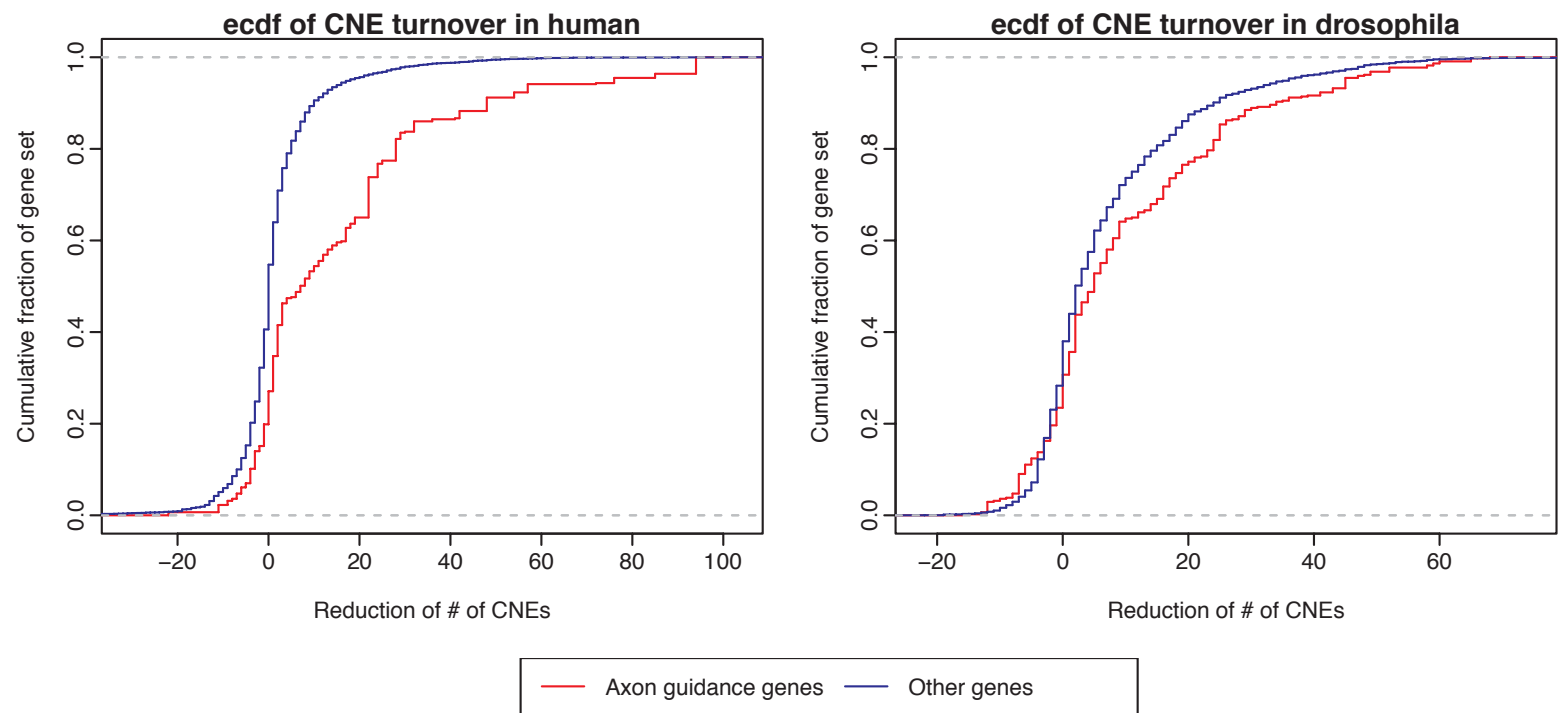 ecdf of CNE turnover in human
Cumulative fraction of gene set
1.0
0.8
0.6
0.4
0.2
0.0
−20 0 20 40 60 80 100
Reduction of # of CNEs
ecdf of CNE turnover in drosophila
Cumulative fraction of gene set
1.0
0.8
0.6
0.4
0.2
0.0
−20 0 20 40 60
Reduction of # of CNEs
Axon guidance genes Other genes